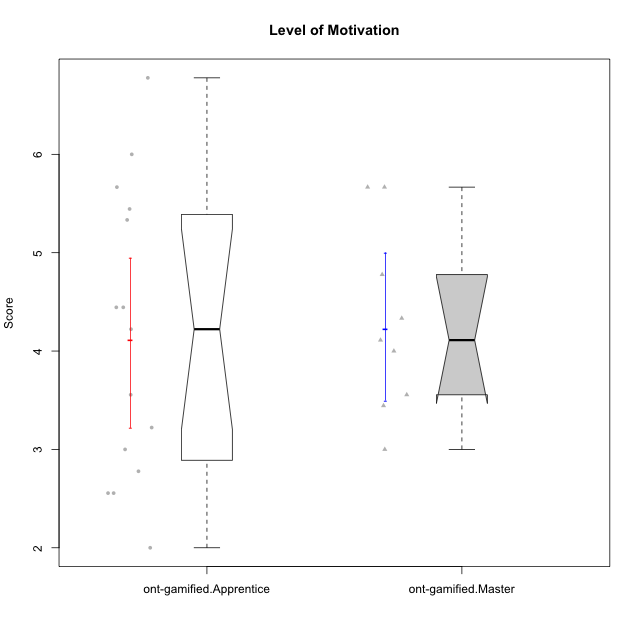 Level of Motivation
Score
6
5
4
3
2
ont-gamified.Apprentice
ont-gamified.Master